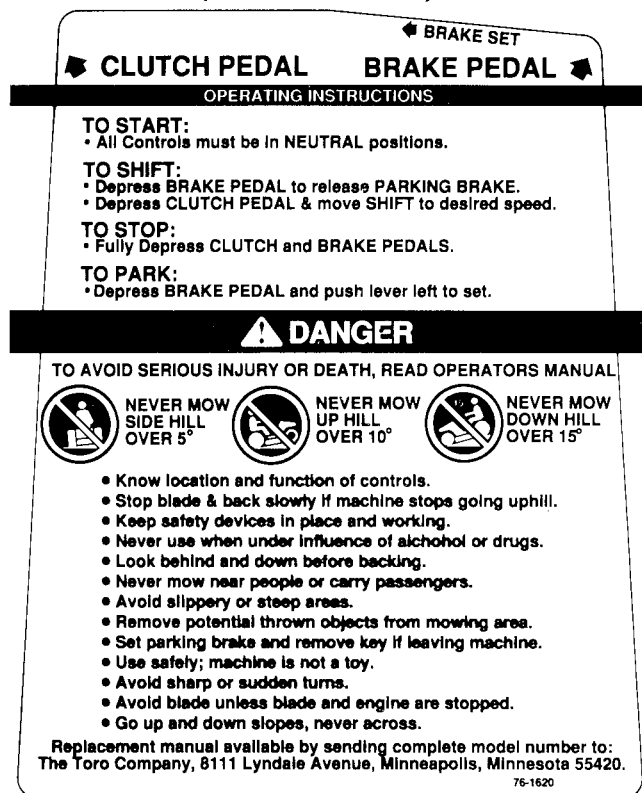 BRAKE SET
CLUTCH PEDAL BRAKE PEDAL
OPERATING INSTRUCTIONS
TO START:
• All Controls must be in NEUTRAL positions.
TO SHIFT:
• Depress BRAKE PEDAL to release PARKING BRAKE.
• Depress CLUTCH PEDAL & move SHIFT to desired speed.
TO STOP:
• Fully Depress CLUTCH and BRAKE PEDALS.
TO PARK:
• Depress BRAKE PEDAL and push lever left to set.
DANGER
TO AVOID SERIOUS INJURY OR DEATH, READ OPERATORS MANUAL
NEVER MOW
SIDE HILL
OVER 5°
NEVER MOW
UP HILL
OVER 10°
NEVER MOW
DOWN HILL
OVER 15°
• Know location and function of controls.
• Stop blade & back slowly if machine stops going uphill.
• Keep safety devices in place and working.
• Never use when under influence of alchohol or drugs.
• Look behind and down before backing.
• Never mow near people or carry passengers.
• Avoid slippery or steep areas.
• Remove potential thrown objects from mowing area.
• Set parking brake and remove key if leaving machine.
• Use safely; machine is not a toy.
• Avoid sharp or sudden turns.
• Avoid blade unless blade and engine are stopped.
• Go up and down slopes, never across.
Replacement manual available by sending complete model number to:
The Toro Company, 8111 Lyndale Avenue, Minneapolis, Minnesota 55420.
76-1620